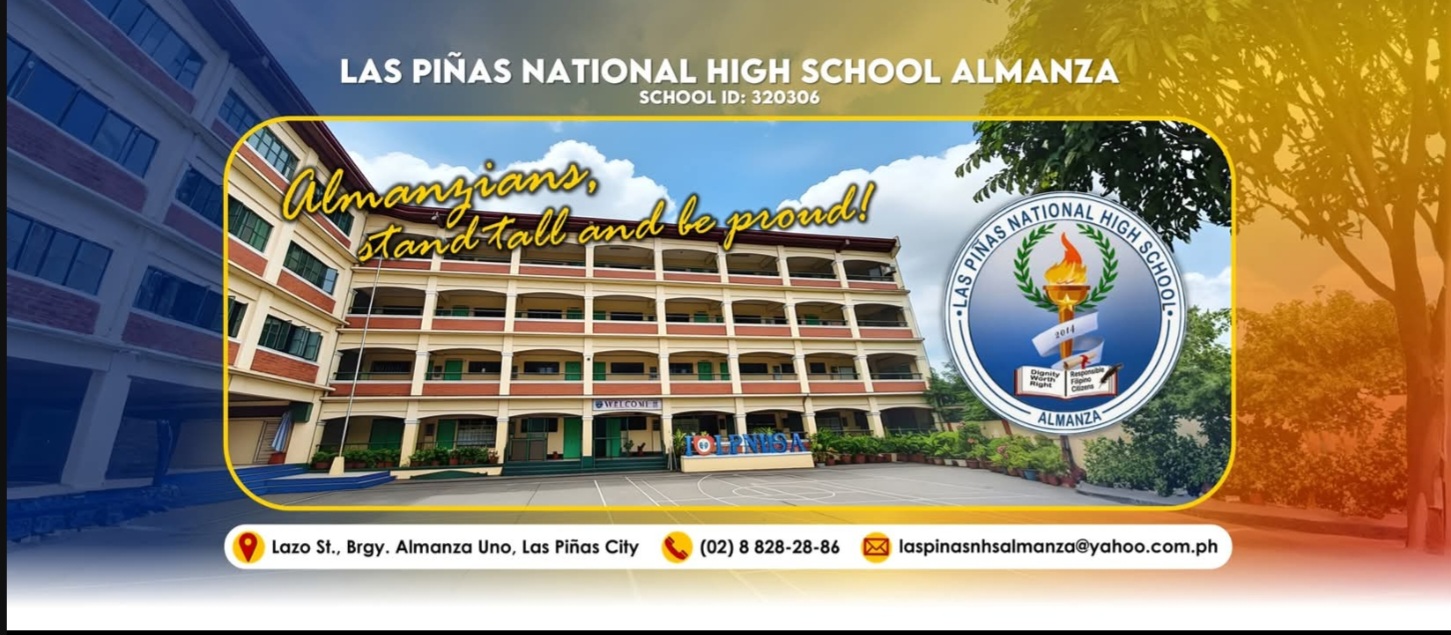 LAS PIÑAS NATIONAL HIGH SCHOOL ALMANZA
SCHOOL ID: 320306
Almanzians,
stand tall and be proud!
LAS PIÑAS NATIONAL HIGH SCHOOL
2014
Dignity
Worth
Right
Responsible
Filipino
Citizens
ALMANZA
WELCOME
LPNHSA
Lazo St., Brgy. Almanza Uno, Las Piñas City
(02) 8 828-28-86
laspinasnhsalmanza@yahoo.com.ph